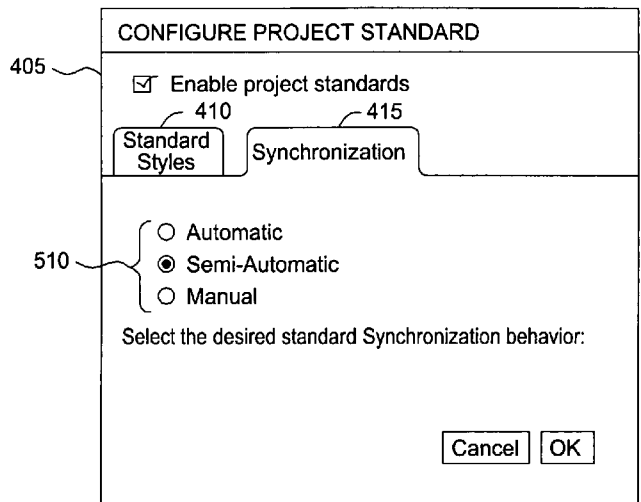 CONFIGURE PROJECT STANDARD
405
Enable project standards
410
415
Standard
Styles
Synchronization
510
Automatic
Semi-Automatic
Manual
Select the desired standard Synchronization behavior:
Cancel
OK